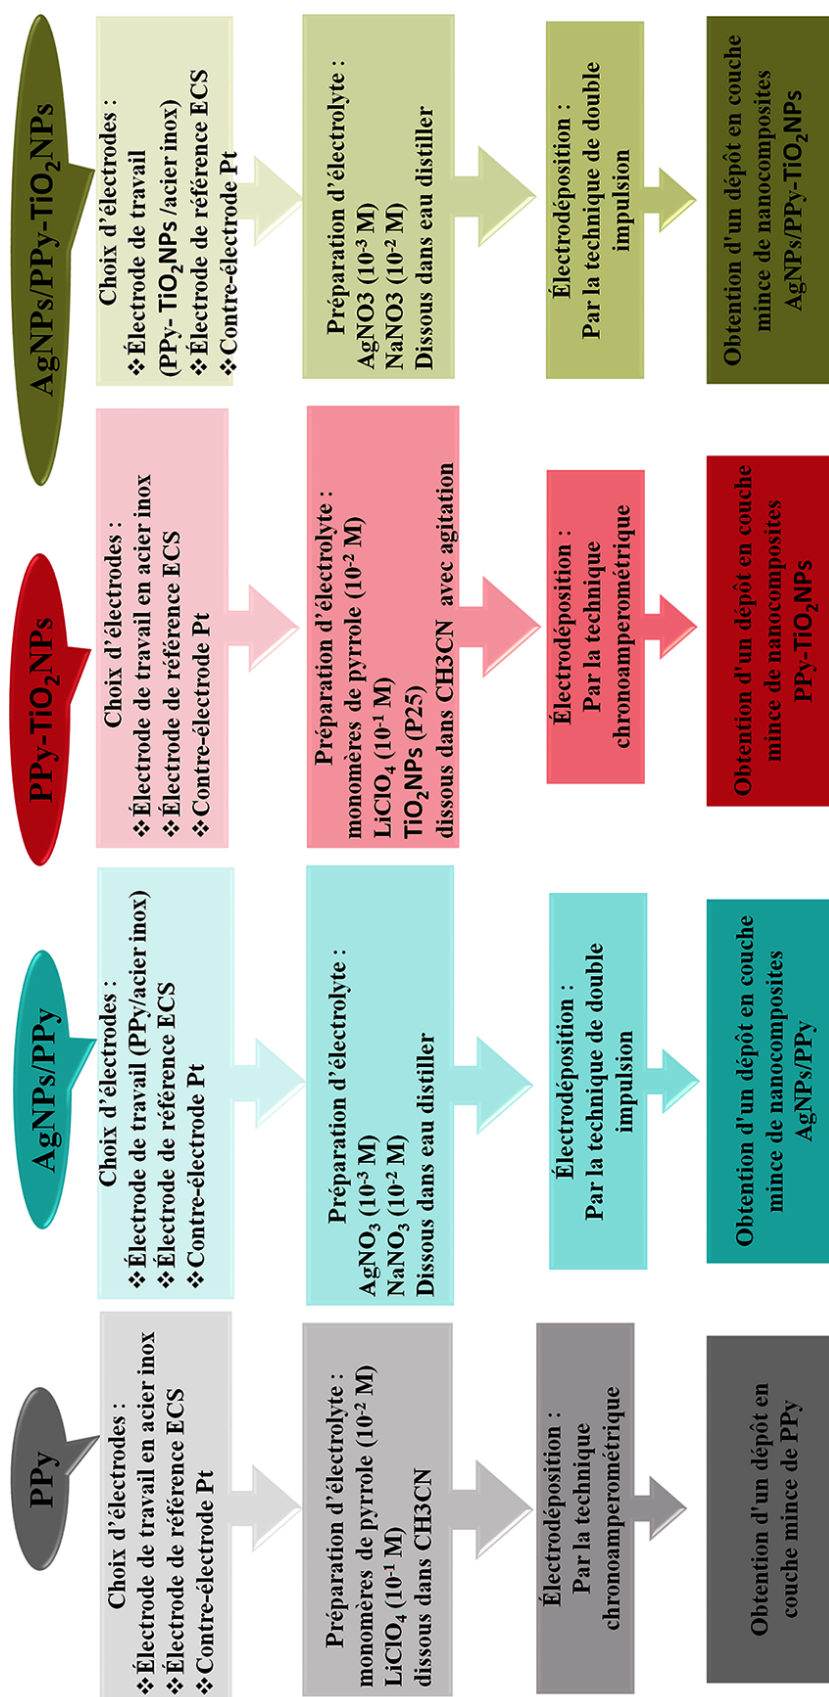 PPy
Choix d'électrodes :
❖Électrode de travail en acier inox
❖Électrode de référence ECS
❖Contre-électrode Pt
Préparation d'électrolyte :
monomères de pyrrole (10⁻² M)
LiClO₄ (10⁻¹ M)
dissous dans CH3CN
Électrodéposition :
Par la technique
chronoamperométrique
Obtention d'un dépôt en
couche mince de PPy
AgNPs/PPy
Choix d'électrodes :
❖Électrode de travail (PPy/acier inox)
❖Électrode de référence ECS
❖Contre-électrode Pt
Préparation d'électrolyte :
AgNO₃ (10⁻³ M)
NaNO₃ (10⁻² M)
Dissous dans eau distiller
Électrodéposition :
Par la technique de double
impulsion
Obtention d'un dépôt en couche
mince de nanocomposites
AgNPs/PPy
PPy-TiO₂NPs
Choix d'électrodes :
❖Électrode de travail en acier inox
❖Électrode de référence ECS
❖Contre-électrode Pt
Préparation d'électrolyte :
monomères de pyrrole (10⁻² M)
LiClO₄ (10⁻¹ M)
TiO₂NPs (P25)
dissous dans CH3CN avec agitation
Électrodéposition :
Par la technique
chronoamperométrique
Obtention d'un dépôt en couche
mince de nanocomposites
PPy-TiO₂NPs
AgNPs/PPy-TiO₂NPs
Choix d'électrodes :
❖Électrode de travail
(PPy- TiO₂NPs /acier inox)
❖Électrode de référence ECS
❖Contre-électrode Pt
Préparation d'électrolyte :
AgNO3 (10⁻³ M)
NaNO3 (10⁻² M)
Dissous dans eau distiller
Électrodéposition :
Par la technique de double
impulsion
Obtention d'un dépôt en couche
mince de nanocomposites
AgNPs/PPy-TiO₂NPs